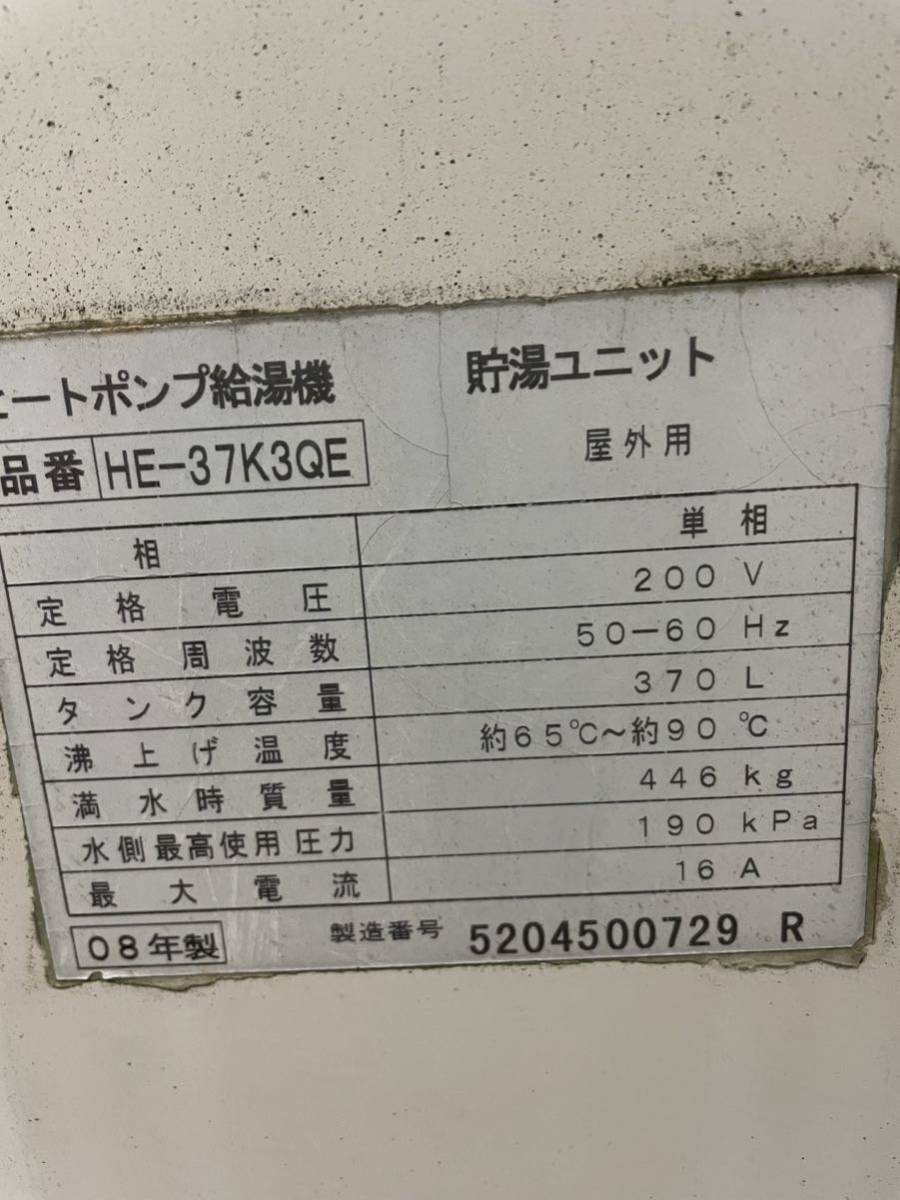 ヒートポンプ給湯機 貯湯ユニット
品番 HE-37K3QE 屋外用
相 単相
定格電圧 200 V
定格周波数 50-60 Hz
タンク容量 370 L
沸上げ温度 約65℃~約90℃
満水時質量 446 kg
水側最高使用圧力 190 kPa
最大電流 16 A
08年製 製造番号 5204500729 R